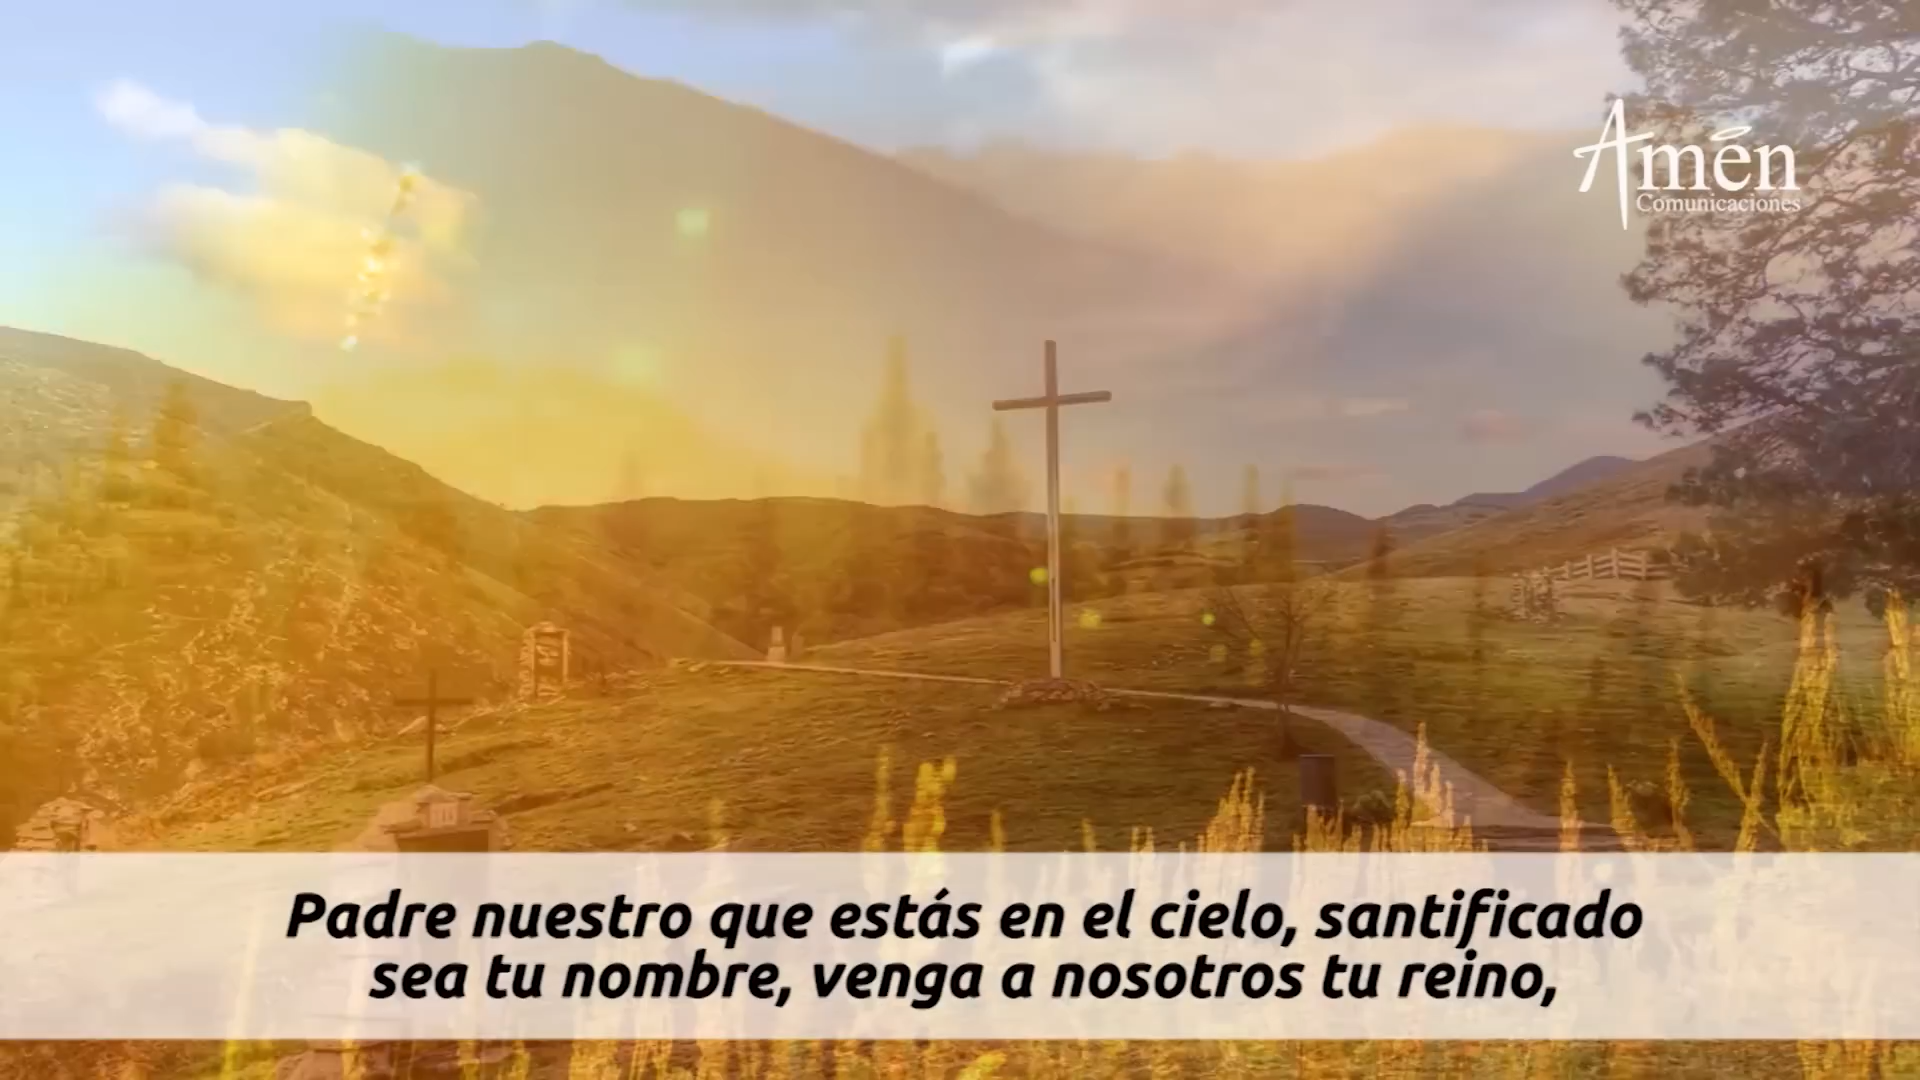 Amén
Comunicaciones
Padre nuestro que estás en el cielo, santificado
sea tu nombre, venga a nosotros tu reino,